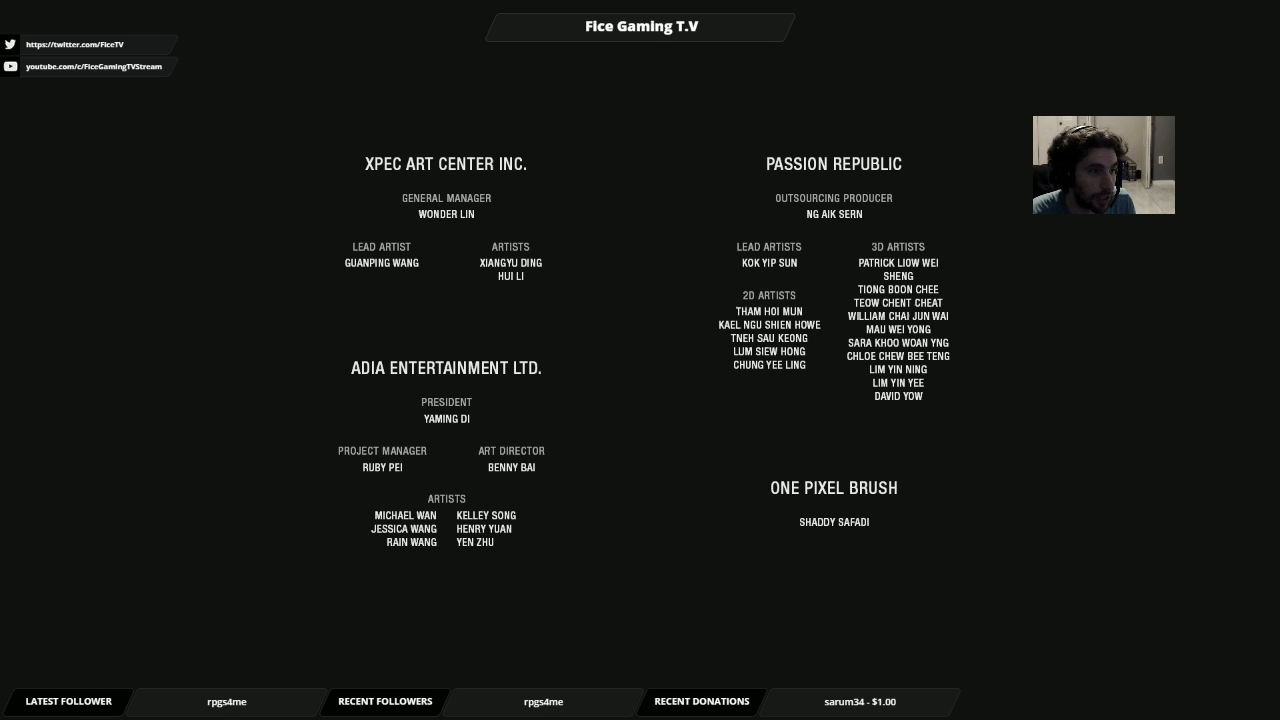 Fice Gaming T.V
https://twitter.com/FiceTV
youtube.com/c/FiceGamingTVStream
XPEC ART CENTER INC.
GENERAL MANAGER
WONDER LIN
LEAD ARTIST
GUANPING WANG
ARTISTS
XIANGYU DING
HUI LI
ADIA ENTERTAINMENT LTD.
PRESIDENT
YAMING DI
PROJECT MANAGER
RUBY PEI
ART DIRECTOR
BENNY BAI
ARTISTS
MICHAEL WAN KELLEY SONG
JESSICA WANG HENRY YUAN
RAIN WANG YEN ZHU
PASSION REPUBLIC
OUTSOURCING PRODUCER
NG AIK SERN
LEAD ARTISTS
KOK YIP SUN
2D ARTISTS
THAM HOI MUN
KAEL NGU SHIEN HOWE
TNEH SAU KEONG
LUM SIEW HONG
CHUNG YEE LING
3D ARTISTS
PATRICK LIOW WEI
SHENG
TIONG BOON CHEE
TEOW CHENT CHEAT
WILLIAM CHAI JUN WAI
MAU WEI YONG
SARA KHOO WOAN YNG
CHLOE CHEW BEE TENG
LIM YIN NING
LIM YIN YEE
DAVID YOW
ONE PIXEL BRUSH
SHADDY SAFADI
LATEST FOLLOWER rpgs4me RECENT FOLLOWERS rpgs4me RECENT DONATIONS sarum34 - $1.00